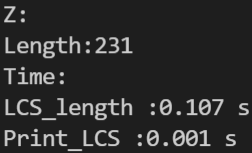 Z:
Length:231
Time:
LCS_length :0.107 s
Print_LCS :0.001 s